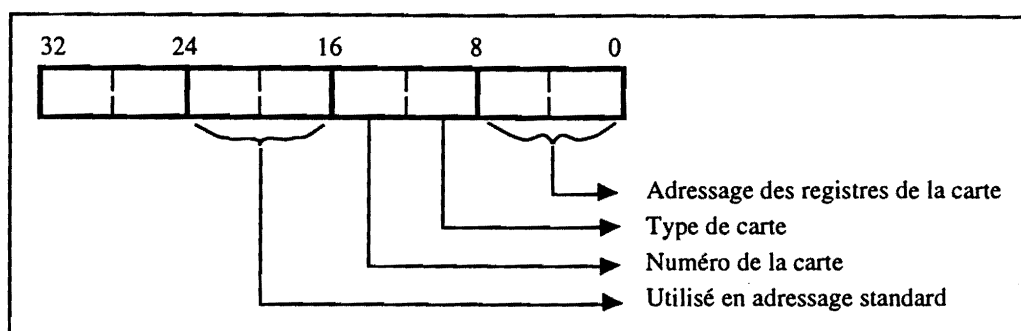 32 24 16 8 0
Adressage des registres de la carte
Type de carte
Numéro de la carte
Utilisé en adressage standard